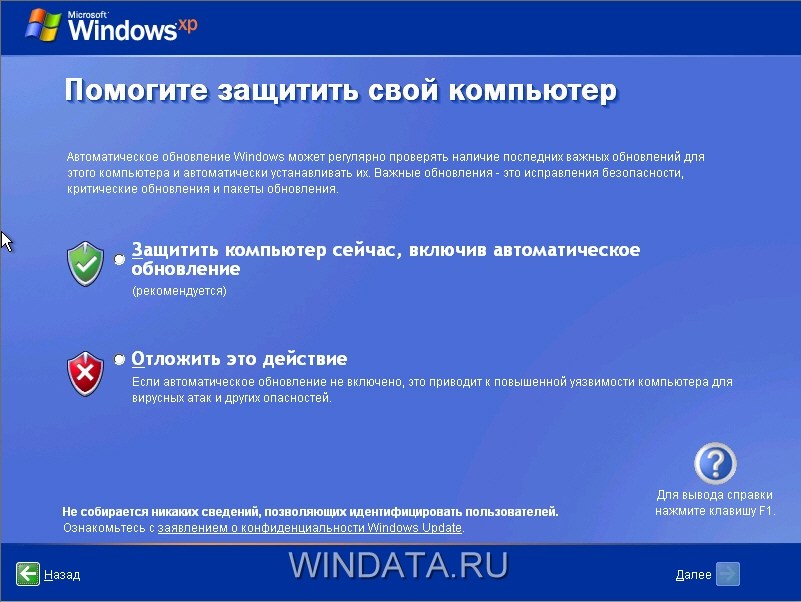 Microsoft
Windows xp
Помогите защитить свой компьютер
Автоматическое обновление Windows может регулярно проверять наличие последних важных обновлений для
этого компьютера и автоматически устанавливать их. Важные обновления - это исправления безопасности,
критические обновления и пакеты обновления.
Защитить компьютер сейчас, включив автоматическое
обновление
(рекомендуется)
Отложить это действие
Если автоматическое обновление не включено, это приводит к повышенной уязвимости компьютера для
вирусных атак и других опасностей.
Для вывода справки
нажмите клавишу F1.
Не собирается никаких сведений, позволяющих идентифицировать пользователей.
Ознакомьтесь с заявлением о конфиденциальности Windows Update.
Назад
WINDATA.RU
Далее